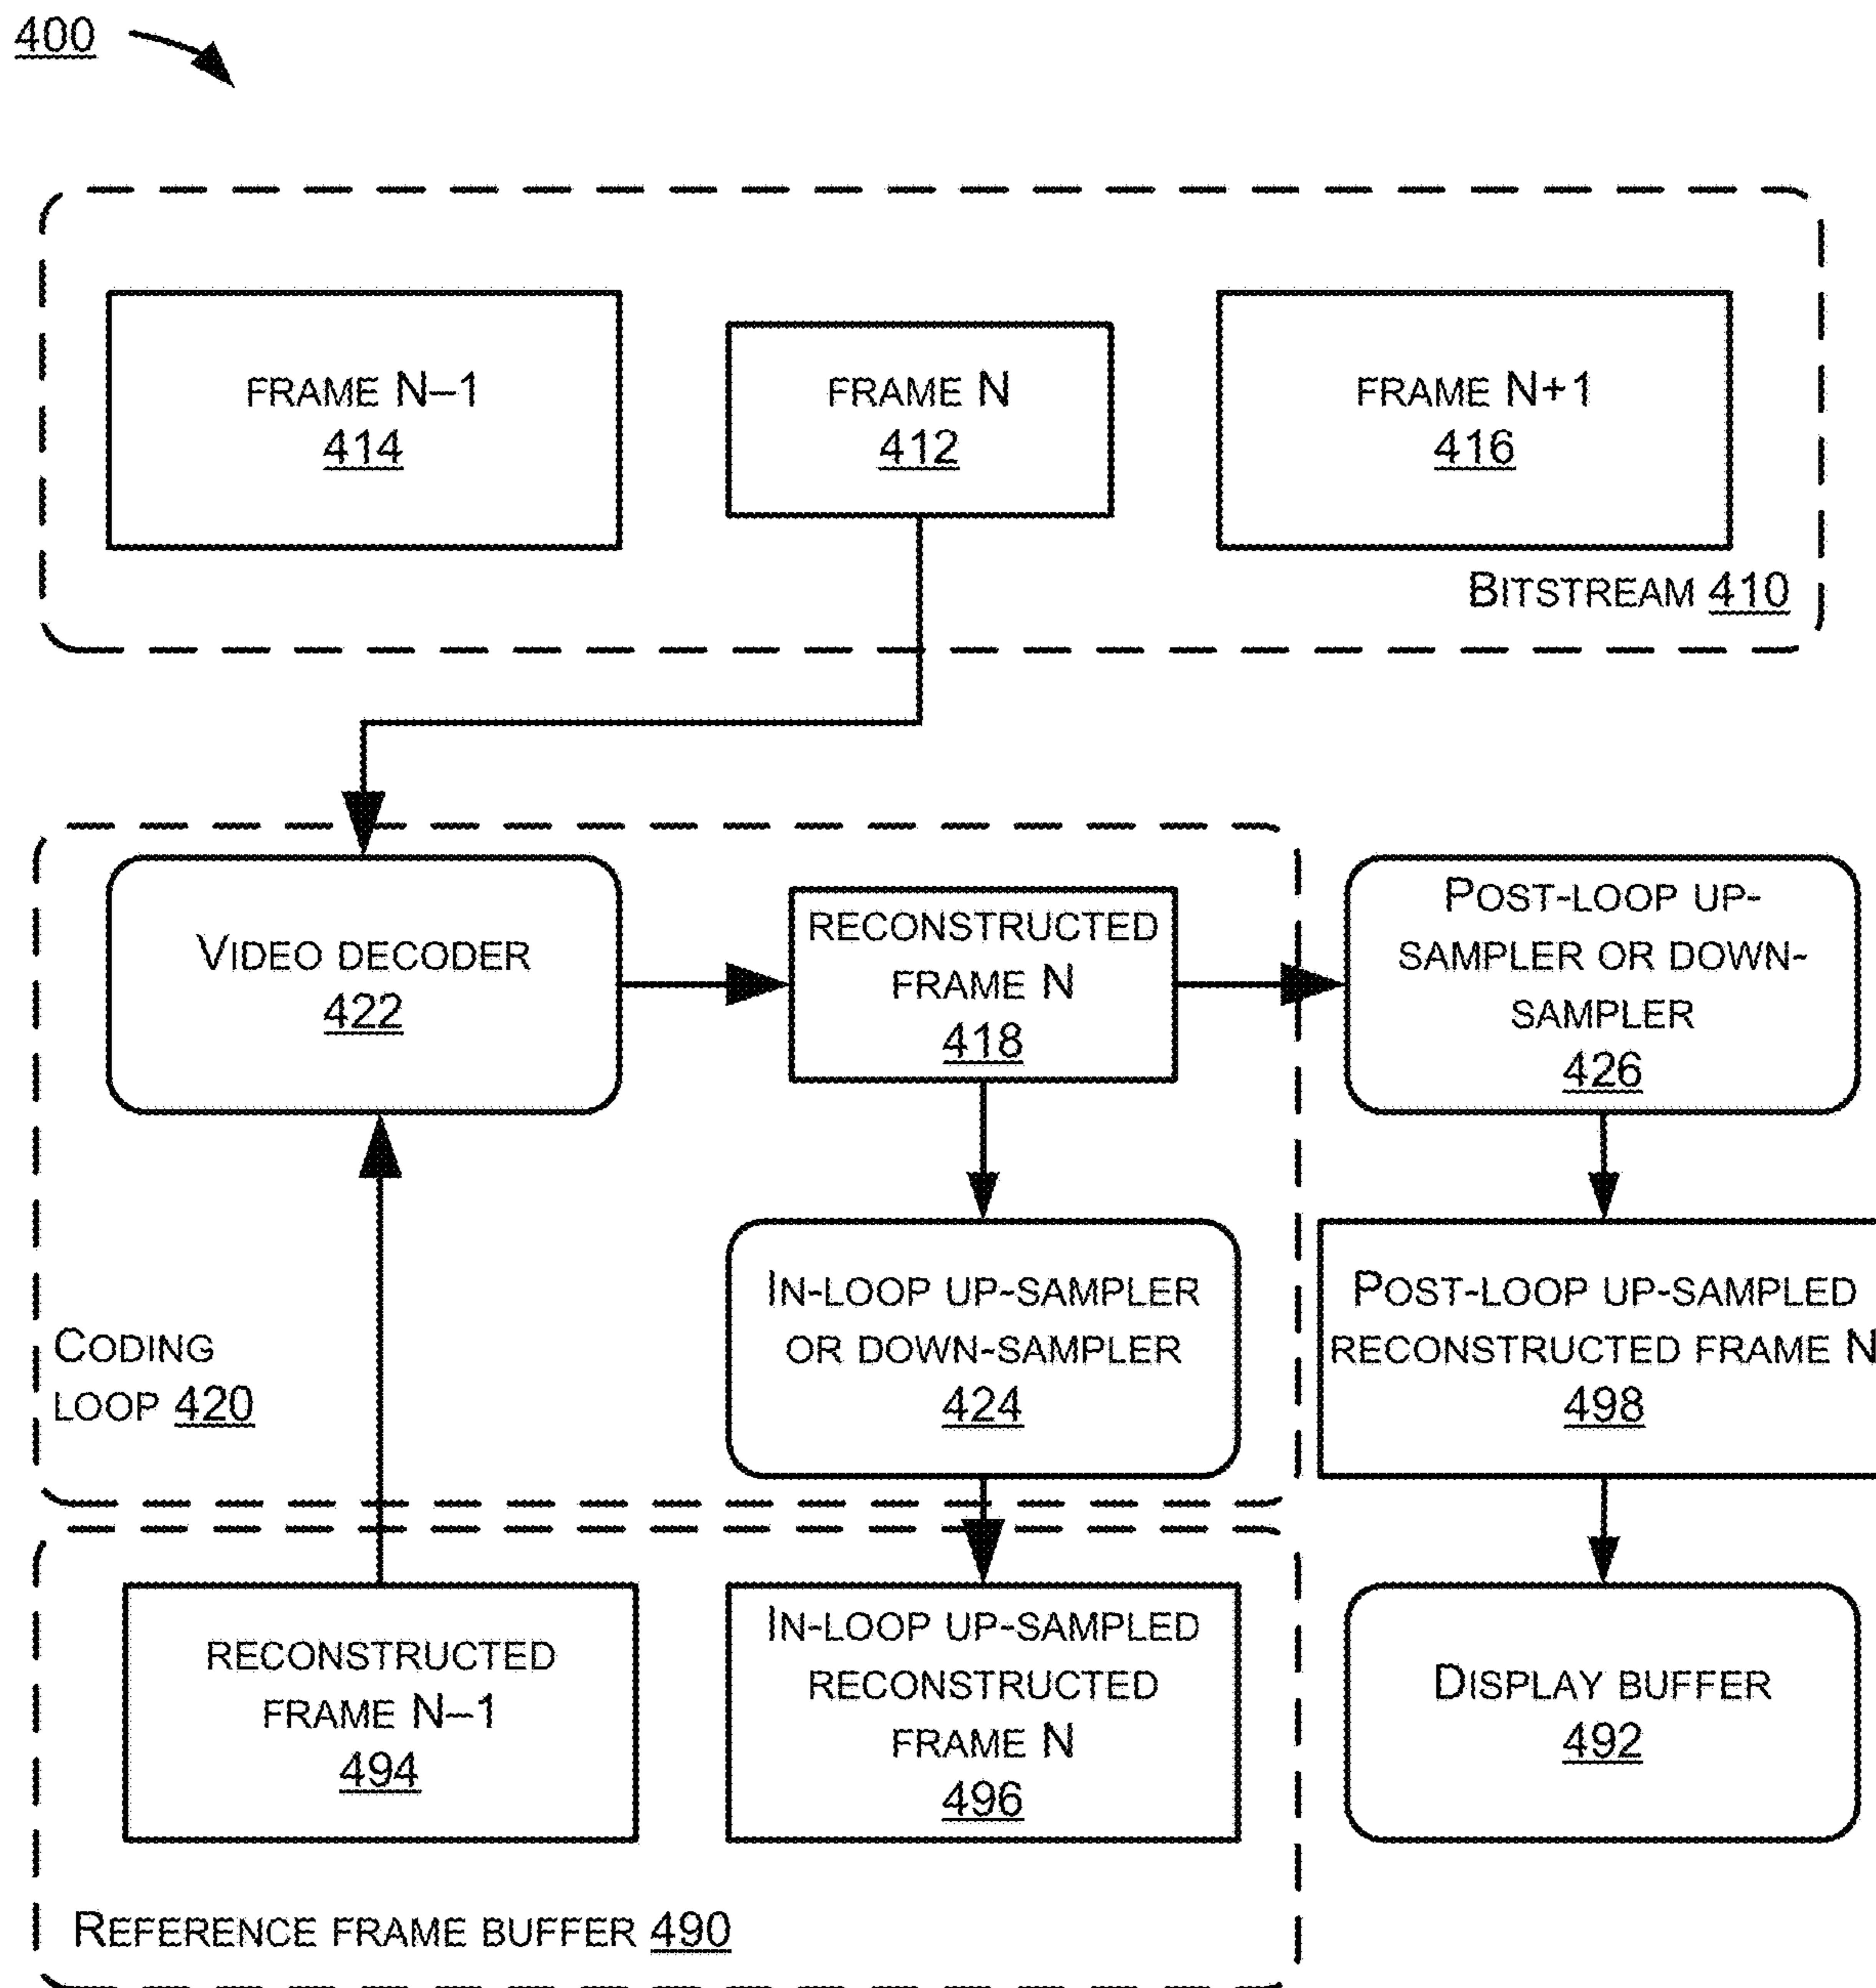 400
FRAME N–1
414
FRAME N
412
FRAME N+1
416
BITSTREAM 410
VIDEO DECODER
422
RECONSTRUCTED
FRAME N
418
POST-LOOP UP-
SAMPLER OR DOWN-
SAMPLER
426
CODING
LOOP 420
IN-LOOP UP-SAMPLER
OR DOWN-SAMPLER
424
POST-LOOP UP-SAMPLED
RECONSTRUCTED FRAME N
498
RECONSTRUCTED
FRAME N–1
494
IN-LOOP UP-SAMPLED
RECONSTRUCTED
FRAME N
496
DISPLAY BUFFER
492
REFERENCE FRAME BUFFER 490